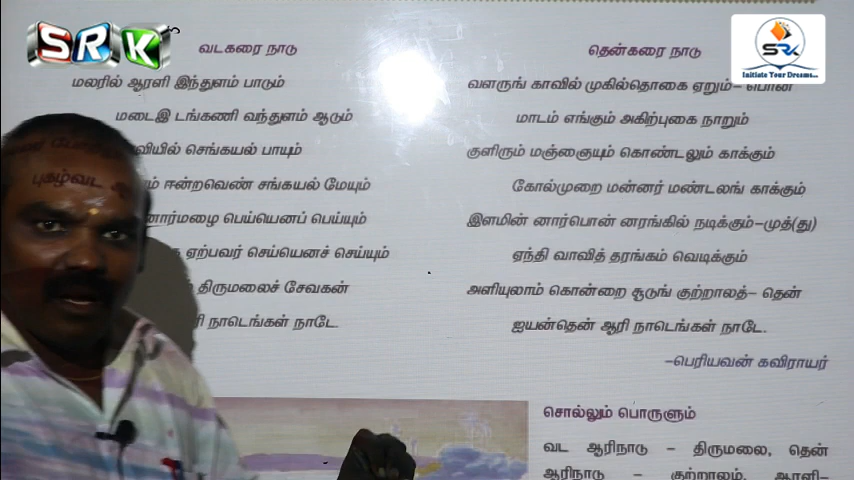 SRK
SRK
Initiate Your Dreams...
வடகரை நாடு
மலரில் ஆரளி இந்துளம் பாடும்
மடைஇ டங்கணி வந்துளம் ஆடும்
செங்கயல் பாயும்
ஈன்றவெண் சங்கயல் மேயும்
பெய்யெனப் பெய்யும்
ஏற்பவர் செய்யெனச் செய்யும்
திருமலைச் சேவகன்
நாடெங்கள் நாடே.
தென்கரை நாடு
வளருங் காவில் முகில்தொகை ஏறும்– பொன்
மாடம் எங்கும் அகிற்புகை நாறும்
குளிரும் மஞ்ஞையும் கொண்டலும் காக்கும்
கோல்முறை மன்னர் மண்டலங் காக்கும்
இளமின் னார்பொன் னரங்கில் நடிக்கும்–முத்(து)
ஏந்தி வாவித் தரங்கம் வெடிக்கும்
அளியுலாம் கொன்றை சூடுங் குற்றாலத்– தென்
ஐயன்தென் ஆரி நாடெங்கள் நாடே.
–பெரியவன் கவிராயர்
சொல்லும் பொருளும்
வட ஆரிநாடு – திருமலை, தென்
ஆரிநாடு – குற்றாலம், ஆரளி–